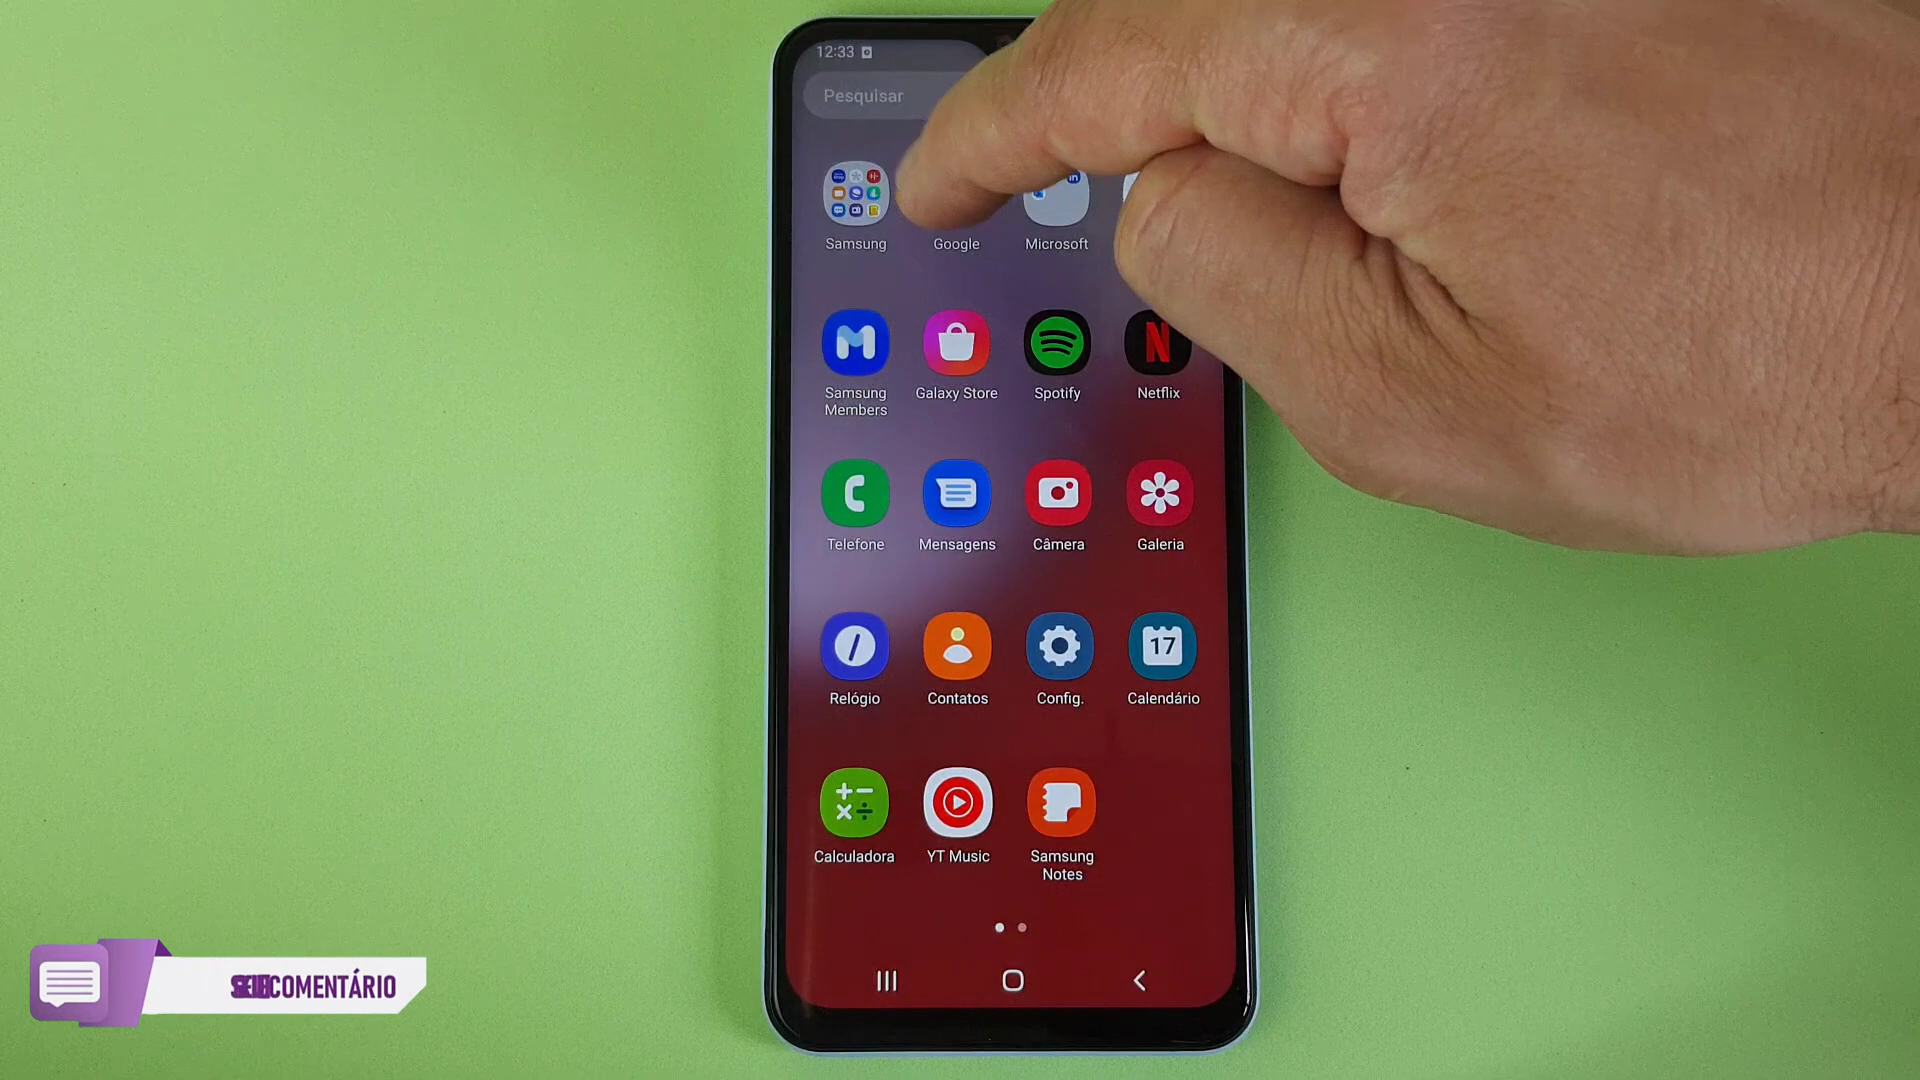 12:33
Pesquisar
Samsung
Google
Microsoft
Samsung
Members
Galaxy Store
Spotify
N
Netflix
Telefone
Mensagens
Câmera
Galeria
Relógio
Contatos
Config.
17
Calendário
Calculadora
YT Music
Samsung
Notes
COMENTÁRIO